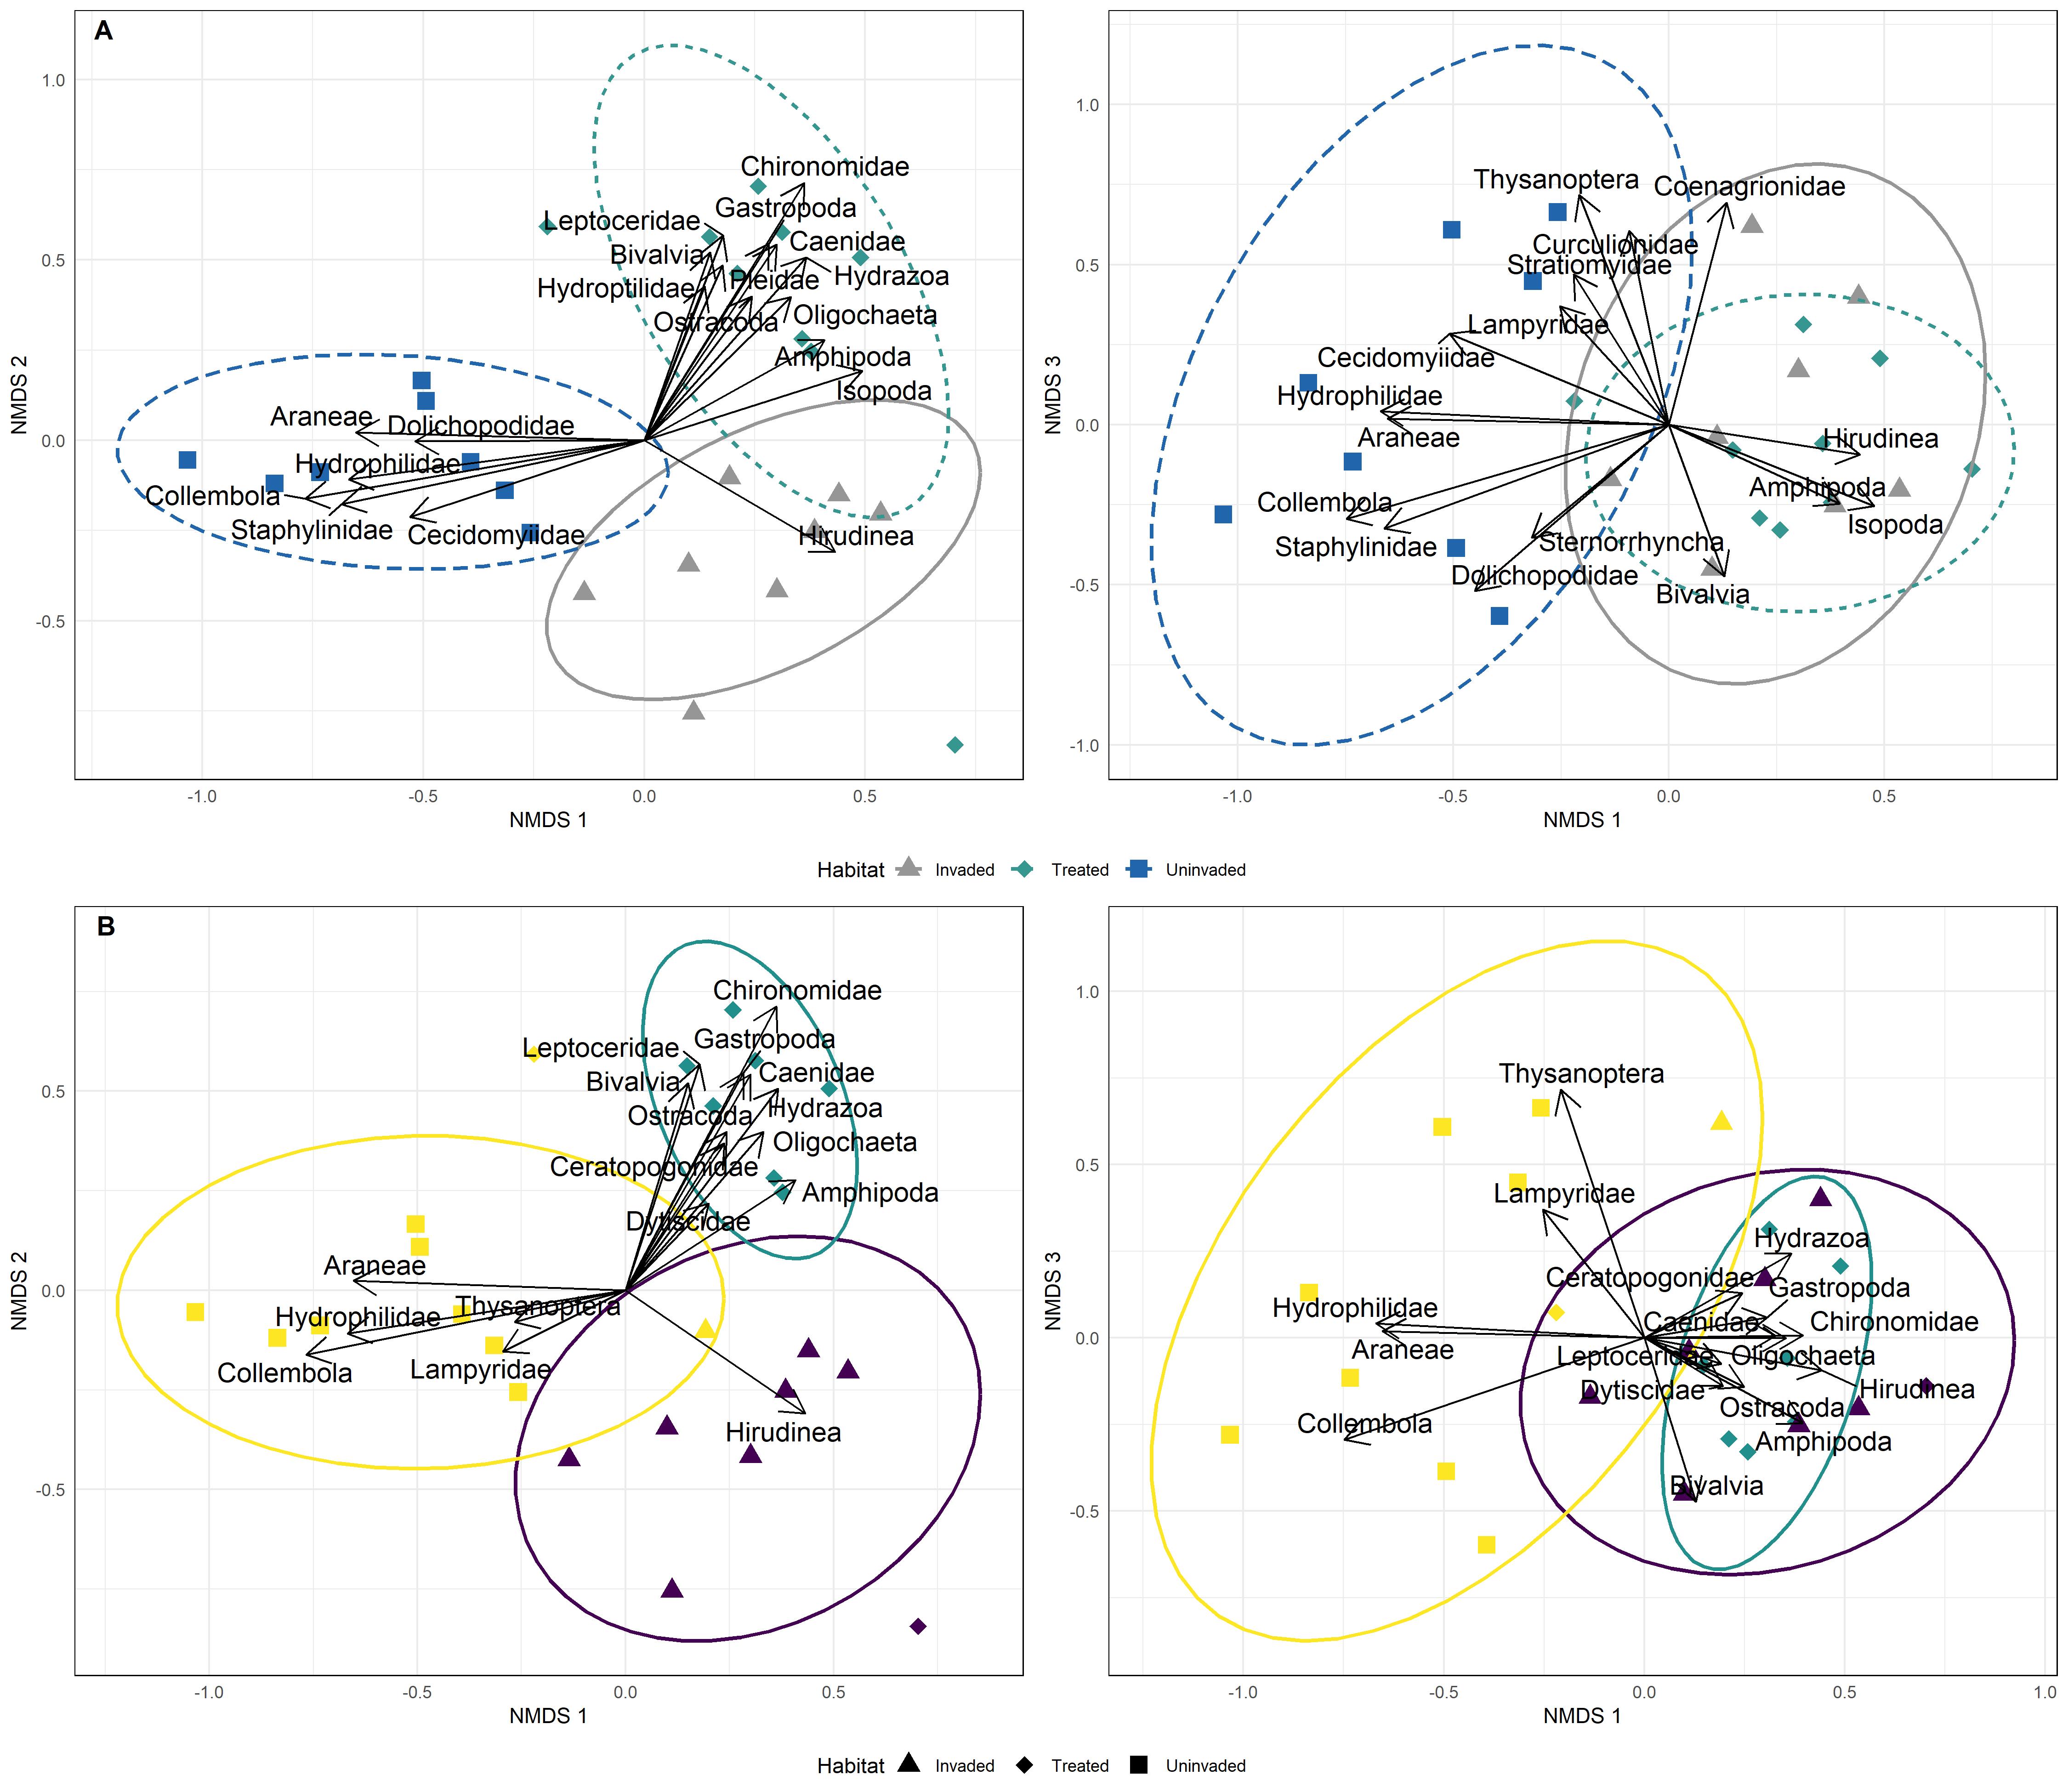 A
1.0
0.5
0.0
-0.5
NMDS 2
-1.0
-0.5
0.0
0.5
NMDS 1
Chironomidae
Gastropoda
Leptoceridae
Caenidae
Bivalvia
Hydrazoa
Pleidae
Hydroptilidae
Oligochaeta
Ostracoda
Amphipoda
Isopoda
Araneae
Dolichopodidae
Hydrophilidae
Collembola
Staphylinidae
Cecidomyiidae
Hirudinea
1.0
0.5
0.0
-0.5
-1.0
NMDS 3
-1.0
-0.5
0.0
0.5
NMDS 1
Thysanoptera
Coenagrionidae
Curculionidae
Stratiomyidae
Lampyridae
Cecidomyiidae
Hydrophilidae
Araneae
Hirudinea
Amphipoda
Collembola
Isopoda
Staphylinidae
Sternorrhyncha
Dolichopodidae
Bivalvia
Habitat Invaded Treated Uninvaded
B
0.5
0.0
-0.5
NMDS 2
-1.0
-0.5
0.0
0.5
NMDS 1
Chironomidae
Gastropoda
Leptoceridae
Caenidae
Bivalvia
Hydrazoa
Ostracoda
Oligochaeta
Ceratopogonidae
Amphipoda
Dytiscidae
Araneae
Thysanoptera
Hydrophilidae
Collembola
Lampyridae
Hirudinea
1.0
0.5
0.0
-0.5
NMDS 3
-1.0
-0.5
0.0
0.5
1.0
NMDS 1
Thysanoptera
Lampyridae
Hydrazoa
Ceratopogonidae
Gastropoda
Hydrophilidae
Caenidae
Chironomidae
Araneae
Leptoceridae
Oligochaeta
Dytiscidae
Hirudinea
Ostracoda
Collembola
Amphipoda
Bivalvia
Habitat Invaded Treated Uninvaded